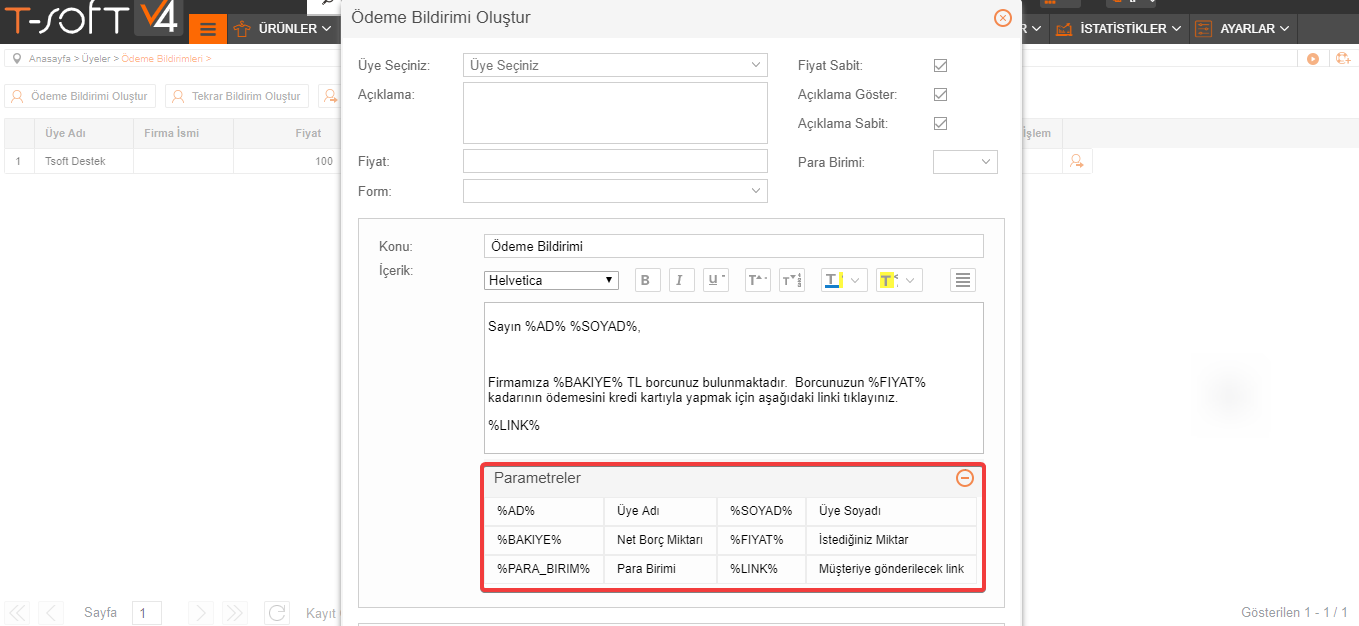 T-SOFT V4
ÜRÜNLER
R
İSTATİSTİKLER
AYARLAR
Anasayfa > Üyeler > Ödeme Bildirimleri >
Ödeme Bildirimi Oluştur
Tekrar Bildirim Oluştur
Üye Adı
Firma İsmi
Fiyat
İşlem
1
Tsoft Destek
100
Ödeme Bildirimi Oluştur
Üye Seçiniz:
Üye Seçiniz
Fiyat Sabit:
Açıklama:
Açıklama Göster:
Açıklama Sabit:
Fiyat:
Para Birimi:
Form:
Konu:
Ödeme Bildirimi
İçerik:
Helvetica
B
I
U
Sayın %AD% %SOYAD%,
Firmamıza %BAKIYE% TL borcunuz bulunmaktadır. Borcunuzun %FIYAT%
kadarının ödemesini kredi kartıyla yapmak için aşağıdaki linki tıklayınız.
%LINK%
Parametreler
%AD% Üye Adı %SOYAD% Üye Soyadı
%BAKIYE% Net Borç Miktarı %FIYAT% İstediğiniz Miktar
%PARA_BIRIM% Para Birimi %LINK% Müşteriye gönderilecek link
Sayfa 1
Kayıt
Gösterilen 1 - 1 / 1